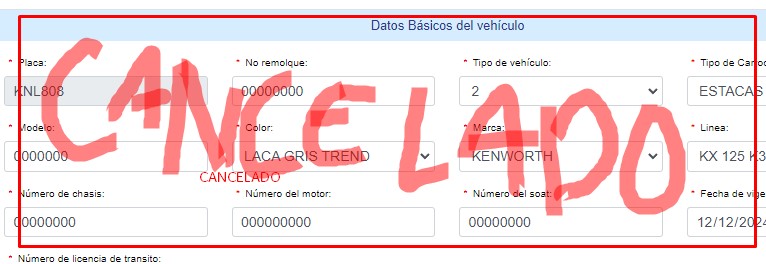 Datos Básicos del vehículo
* Placa: * No remolque: * Tipo de vehículo: * Tipo de Carroc
KNL808 00000000 2 ESTACAS
CANCELADO
* Modelo: * Color: * Marca: * Linea:
0000000 LACA GRIS TREND KENWORTH KX 125 K3
CANCELADO
* Número de chasis: * Número del motor: * Número del soat: * Fecha de vige
00000000 000000000 00000000 12/12/2024
* Número de licencia de transito: